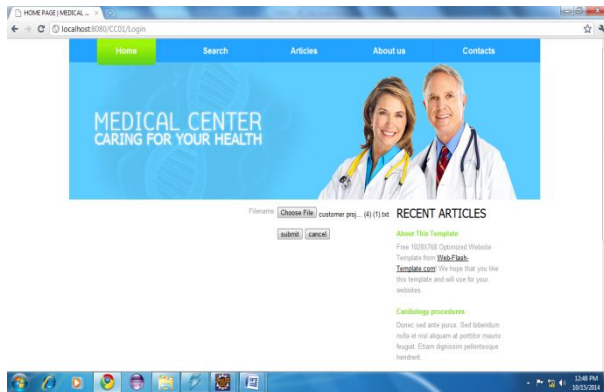 HOME PAGE | MEDICAL ...
localhost:8080/CC01/Login
Home Search Articles About us Contacts
MEDICAL CENTER
CARING FOR YOUR HEALTH
Filename Choose File customer proj... (4) (1).txt
submit cancel
RECENT ARTICLES
About This Template
Free 1028X768 Optimized Website
Template from Web-Flash-
Template.com! We hope that you like
this template and will use for your
websites
Cardiology procedures
Donec sed ante purus. Sed bibendum
nulla et nisl aliquam at porttitor mauris
feugiat. Etiam dignissim pellentesque
hendrerit.
12:48 PM
10/15/2014